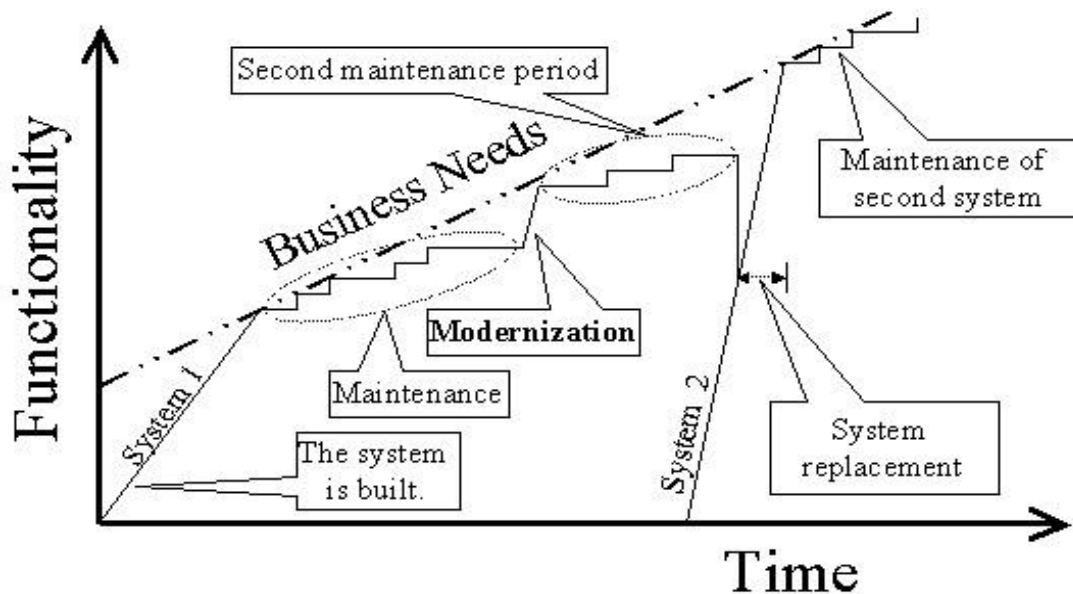 Second maintenance period
Maintenance of
second system
Functionality
Business Needs
Modernization
Maintenance
System 1
The system
is built.
System 2
System
replacement
Time